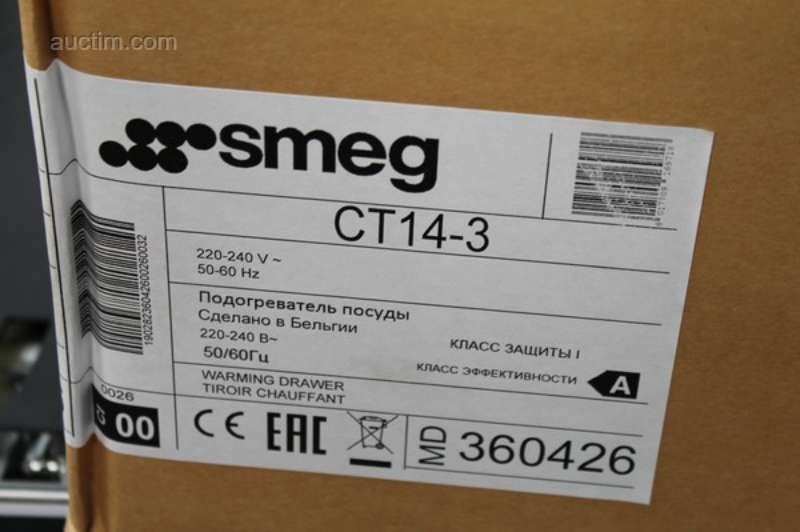 auctim.com
smeg
CT14-3
220-240 V ~
50-60 Hz
Подогреватель посуды
Сделано в Бельгии
220-240 В~
50/60Гц
КЛАСС ЗАЩИТЫ I
КЛАСС ЭФФЕКТИВНОСТИ A
WARMING DRAWER
TIROIR CHAUFFANT
19028236042600260032
0026
00
CE EAC
MD 360426